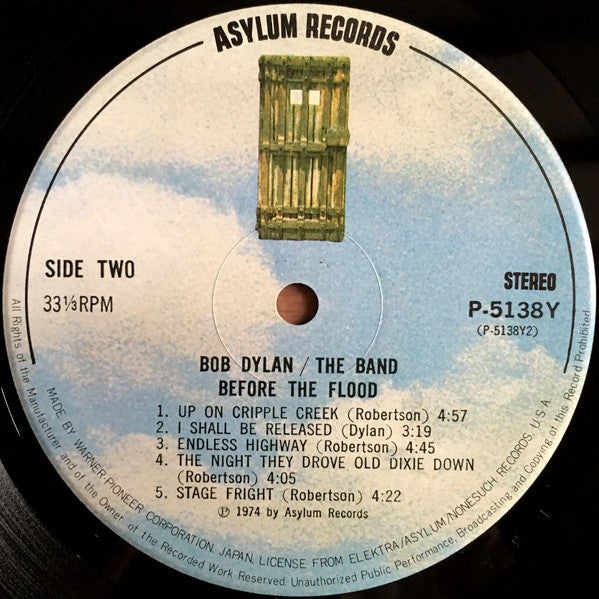 ASYLUM RECORDS
SIDE TWO
33⅓RPM
STEREO
P-5138Y
(P-5138Y2)
BOB DYLAN / THE BAND
BEFORE THE FLOOD
1. UP ON CRIPPLE CREEK (Robertson) 4:57
2. I SHALL BE RELEASED (Dylan) 3:19
3. ENDLESS HIGHWAY (Robertson) 4:45
4. THE NIGHT THEY DROVE OLD DIXIE DOWN
(Robertson) 4:05
5. STAGE FRIGHT (Robertson) 4:22
Ⓟ 1974 by Asylum Records
MADE BY WARNER-PIONEER CORPORATION, JAPAN, LICENSE FROM ELEKTRA/ASYLUM/NONESUCH RECORDS, U.S.A.
All Rights of the Manufacturer and of the Owner of the Recorded Work Reserved. Unauthorized Public Performance, Broadcasting and Copying of this Record Prohibited.